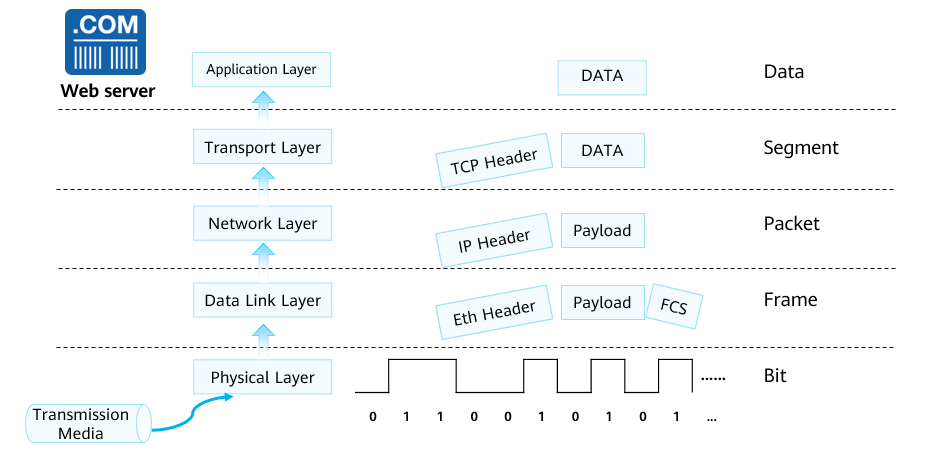 .COM
Web server
Application Layer
DATA
Data
Transport Layer
TCP Header
DATA
Segment
Network Layer
IP Header
Payload
Packet
Data Link Layer
Eth Header
Payload
FCS
Frame
Physical Layer
......
Bit
0 1 1 0 0 1 0 1 0 1 ...
Transmission
Media